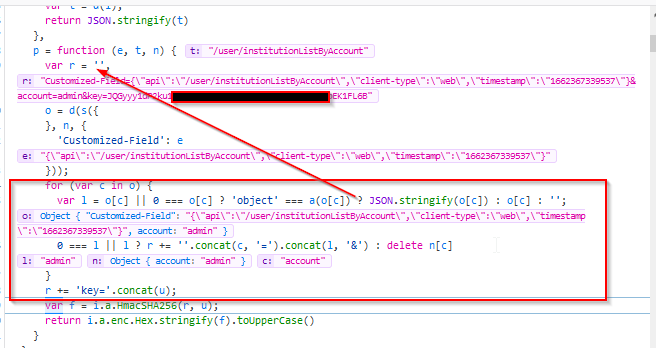 var t = d(i);
return JSON.stringify(t)
},
p = function (e, t, n) { t: "/user/institutionListByAccount"
var r = '',
r: "Customized-Field={\"api\":\"/user/institutionListByAccount\",\"client-type\":\"web\",\"timestamp\":\"1662367339537\"}&
account=admin&key=
o = d(s({
}, n, {
'Customized-Field': e
e: "{\"api\":\"/user/institutionListByAccount\",\"client-type\":\"web\",\"timestamp\":\"1662367339537\"}"
}));
for (var c in o) {
var l = o[c] || 0 === o[c] ? 'object' === a(o[c]) ? JSON.stringify(o[c]) : o[c] : '';
o: Object { "Customized-Field": "{\"api\":\"/user/institutionListByAccount\",\"client-type\":\"web\",\"timestamp
\":\"1662367339537\"}", account: "admin" }
0 === l || l ? r += ''.concat(c, '=').concat(l, '&') : delete n[c]
l: "admin" n: Object { account: "admin" } c: "account"
}
r += 'key='.concat(u);
var f = i.a.HmacSHA256(r, u);
return i.a.enc.Hex.stringify(f).toUpperCase()
}